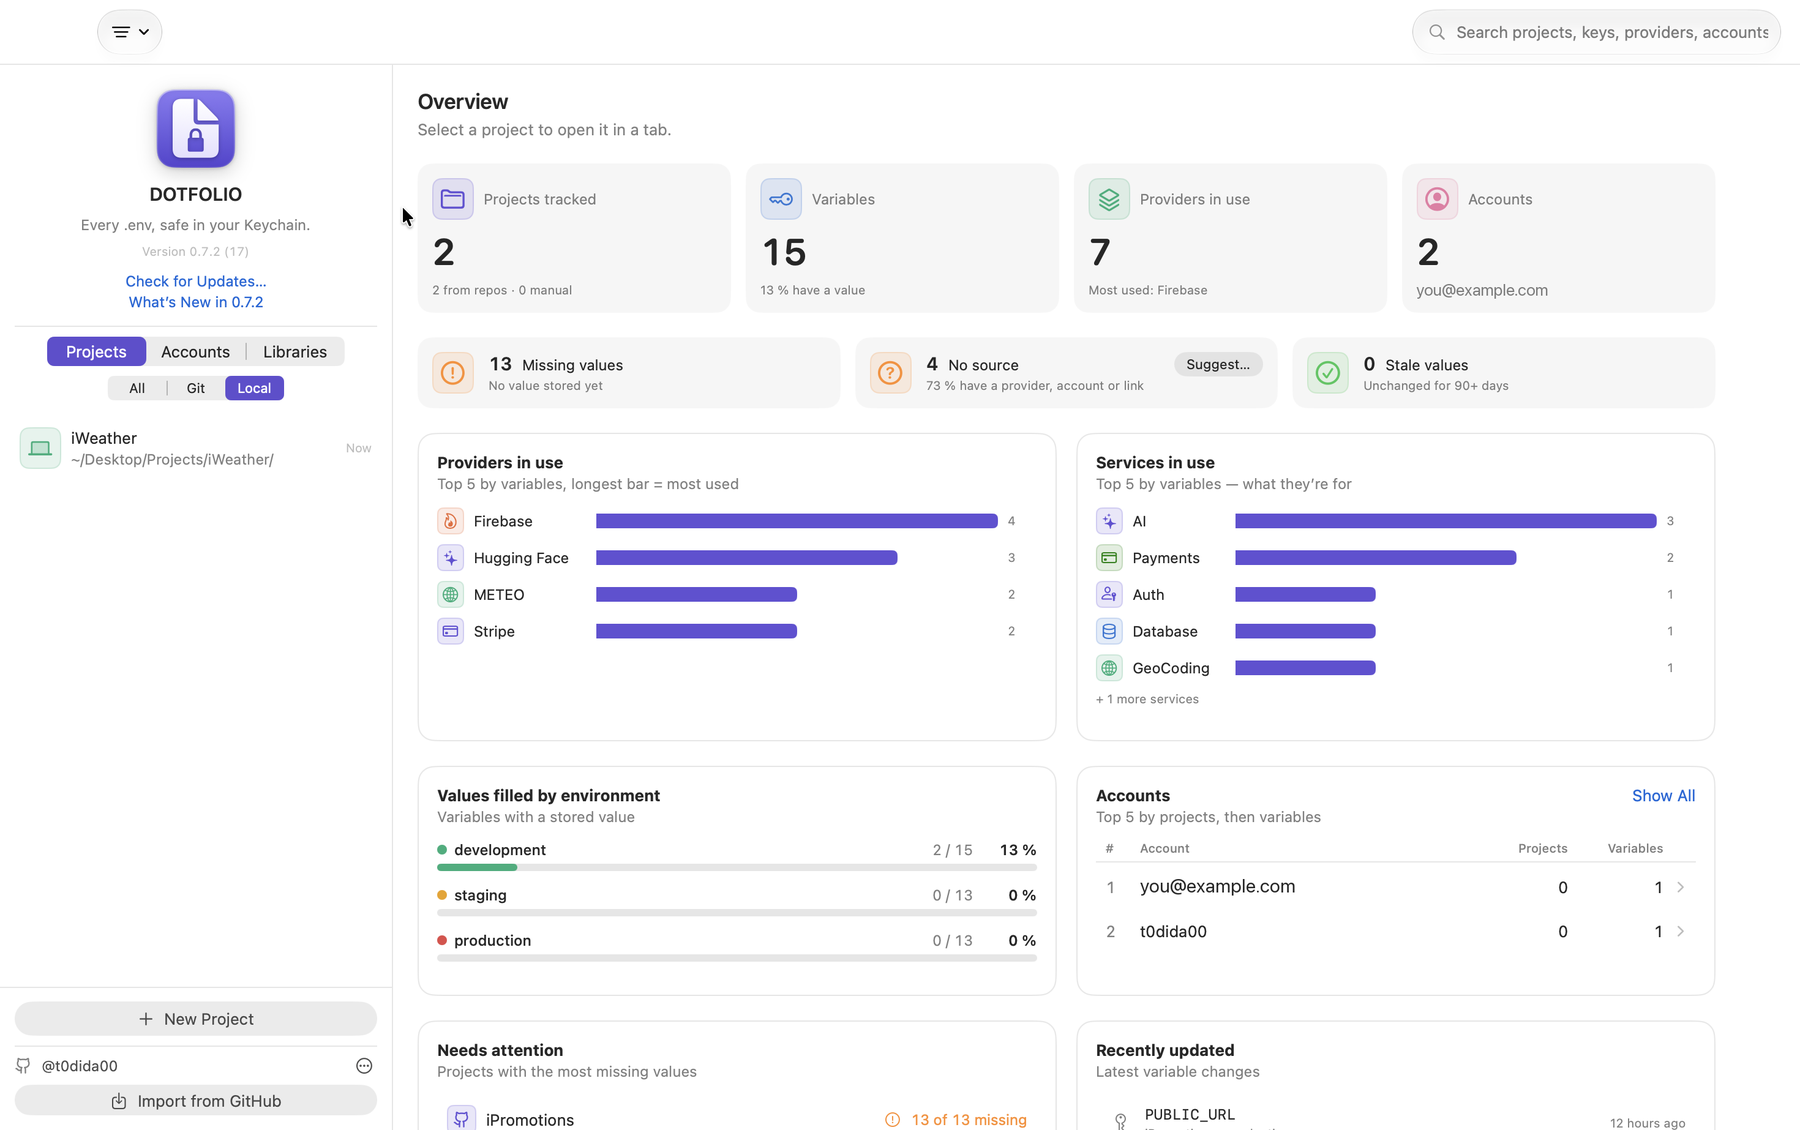 Search projects, keys, providers, accounts
DOTFOLIO
Every .env, safe in your Keychain.
Version 0.7.2 (17)
Check for Updates...
What's New in 0.7.2
Projects
Accounts
Libraries
All
Git
Local
iWeather
~/Desktop/Projects/iWeather/
Now
New Project
@t0dida00
Import from GitHub
Overview
Select a project to open it in a tab.
Projects tracked
2
2 from repos · 0 manual
Variables
15
13 % have a value
Providers in use
7
Most used: Firebase
Accounts
2
you@example.com
13 Missing values
No value stored yet
4 No source
73 % have a provider, account or link
Suggest...
0 Stale values
Unchanged for 90+ days
Providers in use
Top 5 by variables, longest bar = most used
Firebase 4
Hugging Face 3
METEO 2
Stripe 2
Services in use
Top 5 by variables — what they're for
AI 3
Payments 2
Auth 1
Database 1
GeoCoding 1
+ 1 more services
Values filled by environment
Variables with a stored value
development 2 / 15 13 %
staging 0 / 13 0 %
production 0 / 13 0 %
Accounts
Show All
Top 5 by projects, then variables
# Account Projects Variables
1 you@example.com 0 1
2 t0dida00 0 1
Needs attention
Projects with the most missing values
iPromotions 13 of 13 missing
Recently updated
Latest variable changes
PUBLIC_URL
12 hours ago